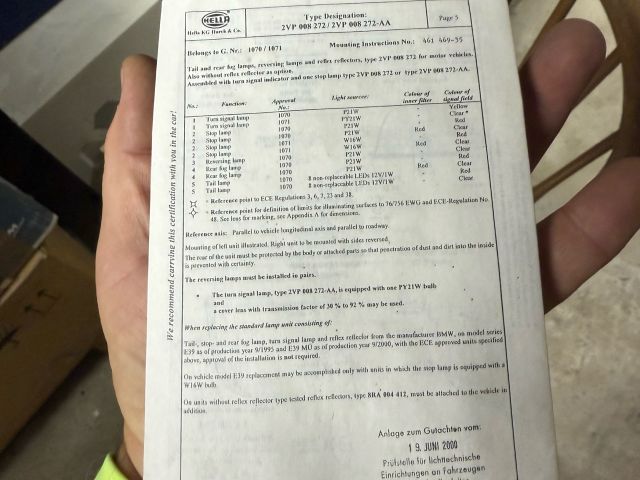 HELLA
Hella KG Hueck & Co.
Type Designation:
2VP 008 272/ 2VP 008 272-AA
Page 5
Belongs to G. Nr.: 1070 / 1071
Mounting Instructions No.: 461 469-55
Tail and rear fog lamps, reversing lamps and reflex reflectors, type 2VP 008 272 for motor vehicles.
Also without reflex reflector as option.
Assembled with turn signal indicator and one stop lamp type 2VP 008 272 or type 2VP 008 272-AA.
No.: Function: Approval No.: Light sources: Colour of inner filter Colour of signal field
1 Turn signal lamp 1070 P21W - Yellow
1 Turn signal lamp 1071 PY21W - Clear *
2 Stop lamp 1070 P21W - Red
2 Stop lamp 1070 P21W Red Clear
2 Stop lamp 1071 W16W - Red
2 Stop lamp 1071 W16W Red Clear
3 Reversing lamp 1070 P21W - Clear
4 Rear fog lamp 1070 P21W - Red
4 Rear fog lamp 1070 P21W Red Clear
5 Tail lamp 1070 8 non-replaceable LEDs 12V/1W - Red
5 Tail lamp 1070 8 non-replaceable LEDs 12V/1W - Clear
= Reference point to ECE Regulations 3, 6, 7, 23 and 38.
= Reference point for definition of limits for illuminating surfaces to 76/756 EWG and ECE-Regulation No.
48. See lens for marking, see Appendix A for dimensions.
Reference axis: Parallel to vehicle longitudinal axis and parallel to roadway.
Mounting of left unit illustrated. Right unit to be mounted with sides reversed.
The rear of the unit must be protected by the body or attached parts so that penetration of dust and dirt into the inside
is prevented with certainty.
The reversing lamps must be installed in pairs.
* The turn signal lamp, type 2VP 008 272-AA, is equipped with one PY21W bulb
and
a cover lens with transmission factor of 30 % to 92 % may be used.
When replacing the standard lamp unit consisting of:
Tail-, stop- and rear fog lamp, turn signal lamp and reflex reflector from the manufacturer BMW, on model series
E39 as of production year 9/1995 and E39 MÜ as of production year 9/2000, with the ECE approved units specified
above, approval of the installation is not required.
On vehicle model E39 replacement may be accomplished only with units in which the stop lamp is equipped with a
W16W bulb.
On units without reflex reflector type tested reflex reflectors, type 8RA 004 412, must be attached to the vehicle in
addition.
Anlage zum Gutachten vom:
19. JUNI 2000
Prüfstelle für lichttechnische
Einrichtungen an Fahrzeugen
We recommend carrying this certification with you in the car!